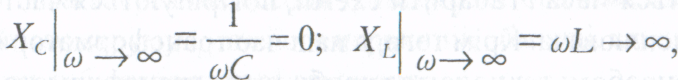 X_C|_{ω → ∞} = 1/(ωC) = 0; X_L|_{ω → ∞} = ωL → ∞,